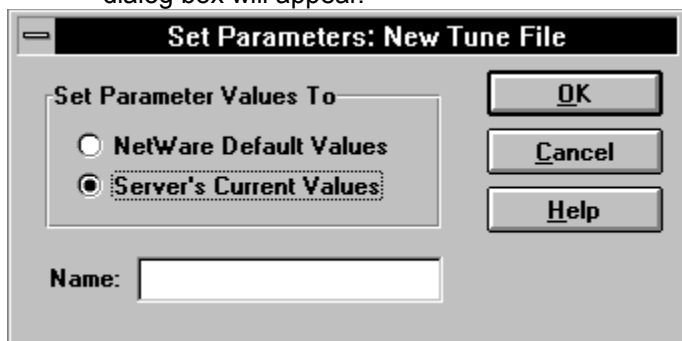 dialog box will appear.
Set Parameters: New Tune File
Set Parameter Values To
NetWare Default Values
Server's Current Values
OK
Cancel
Help
Name: